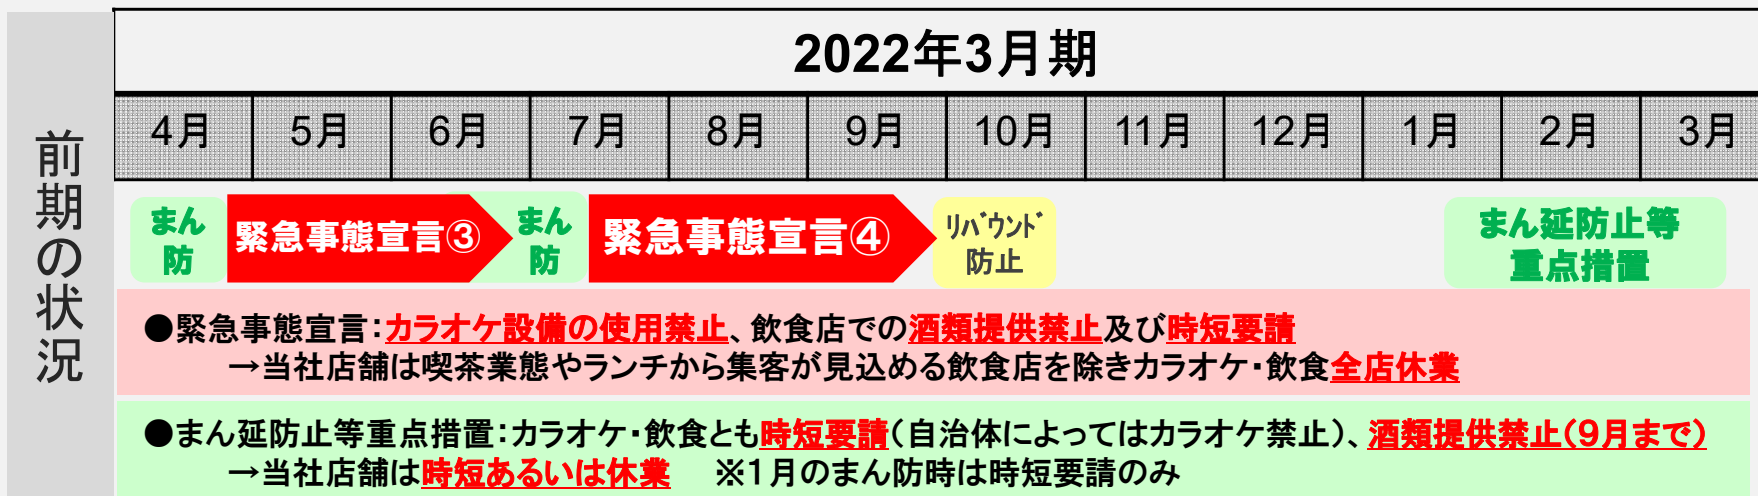 前期の状況
2022年3月期
4月 5月 6月 7月 8月 9月 10月 11月 12月 1月 2月 3月
まん
防
緊急事態宣言③
まん
防
緊急事態宣言④
ﾘﾊﾞｳﾝﾄﾞ
防止
まん延防止等
重点措置
●緊急事態宣言：カラオケ設備の使用禁止、飲食店での酒類提供禁止及び時短要請
→当社店舗は喫茶業態やランチから集客が見込める飲食店を除きカラオケ・飲食全店休業
●まん延防止等重点措置：カラオケ・飲食とも時短要請（自治体によってはカラオケ禁止）、酒類提供禁止（9月まで）
→当社店舗は時短あるいは休業　※1月のまん防時は時短要請のみ